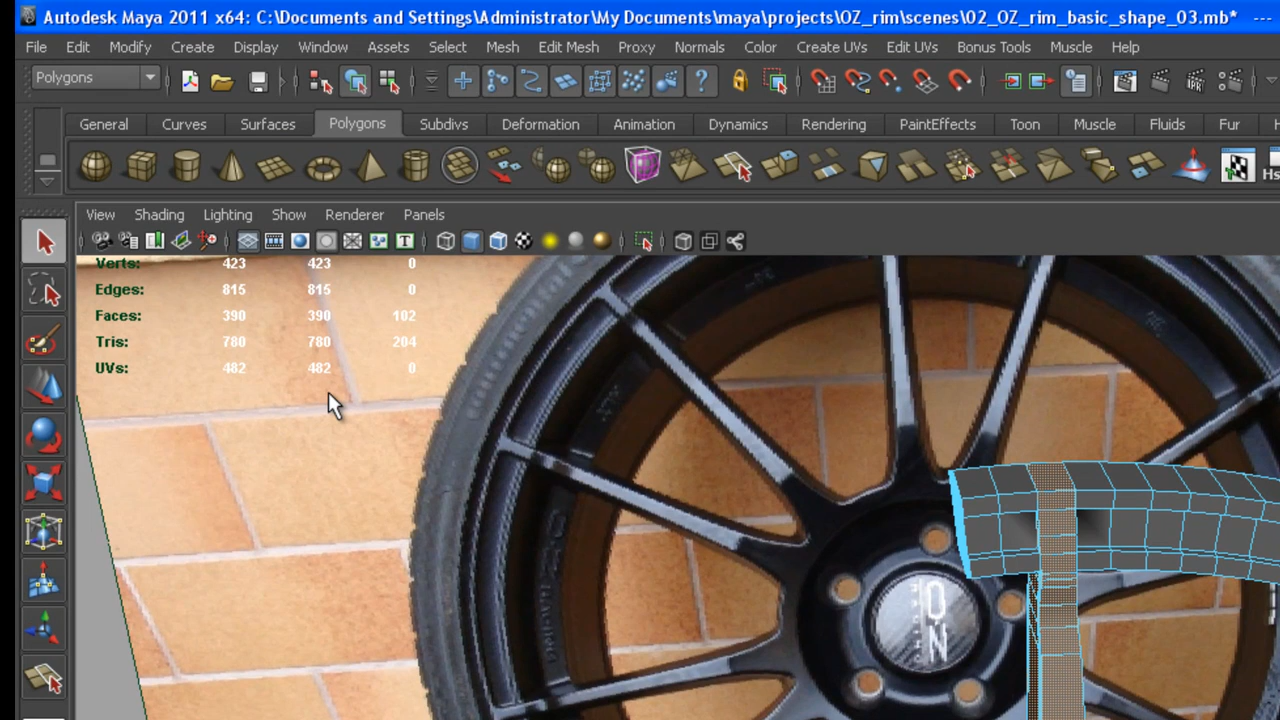 Autodesk Maya 2011 x64: C:\Documents and Settings\Administrator\My Documents\maya\projects\OZ_rim\scenes\02_OZ_rim_basic_shape_03.mb* ---
File Edit Modify Create Display Window Assets Select Mesh Edit Mesh Proxy Normals Color Create UVs Edit UVs Bonus Tools Muscle Help
Polygons
General Curves Surfaces Polygons Subdivs Deformation Animation Dynamics Rendering PaintEffects Toon Muscle Fluids Fur
Hs
View Shading Lighting Show Renderer Panels
Verts: 423 423 0
Edges: 815 815 0
Faces: 390 390 102
Tris: 780 780 204
UVs: 482 482 0
OZ
RACING